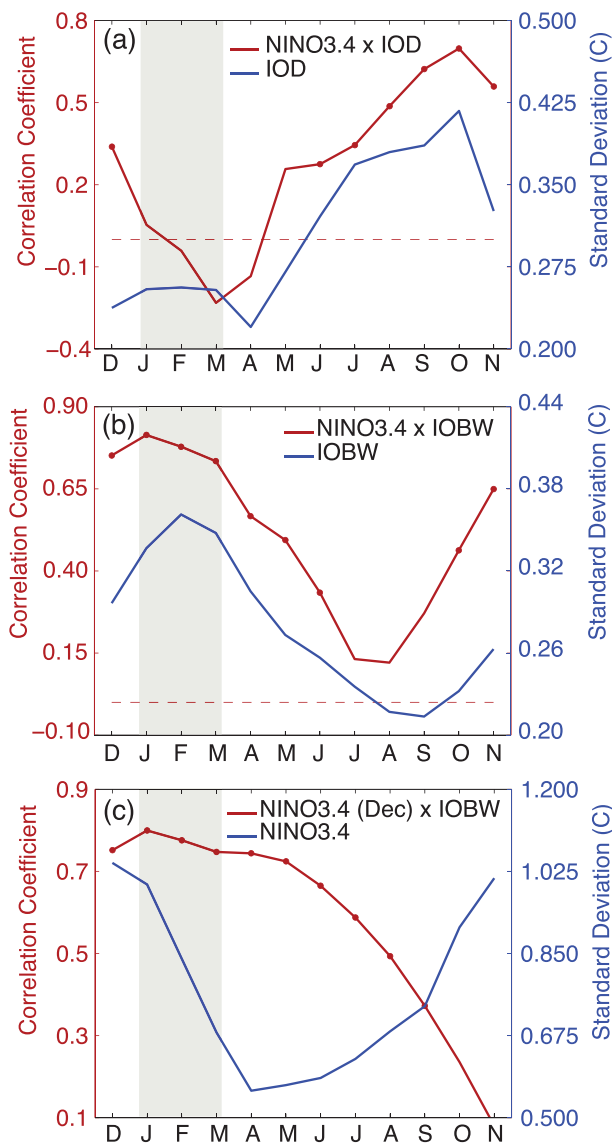 (a)
NINO3.4 x IOD
IOD
Correlation Coefficient
0.8
0.5
0.2
−0.1
−0.4
Standard Deviation (C)
0.500
0.425
0.350
0.275
0.200
D J F M A M J J A S O N
(b)
NINO3.4 x IOBW
IOBW
Correlation Coefficient
0.90
0.65
0.40
0.15
−0.10
Standard Deviation (C)
0.44
0.38
0.32
0.26
0.20
D J F M A M J J A S O N
(c)
NINO3.4 (Dec) x IOBW
NINO3.4
Correlation Coefficient
0.9
0.7
0.5
0.3
0.1
Standard Deviation (C)
1.200
1.025
0.850
0.675
0.500
D J F M A M J J A S O N